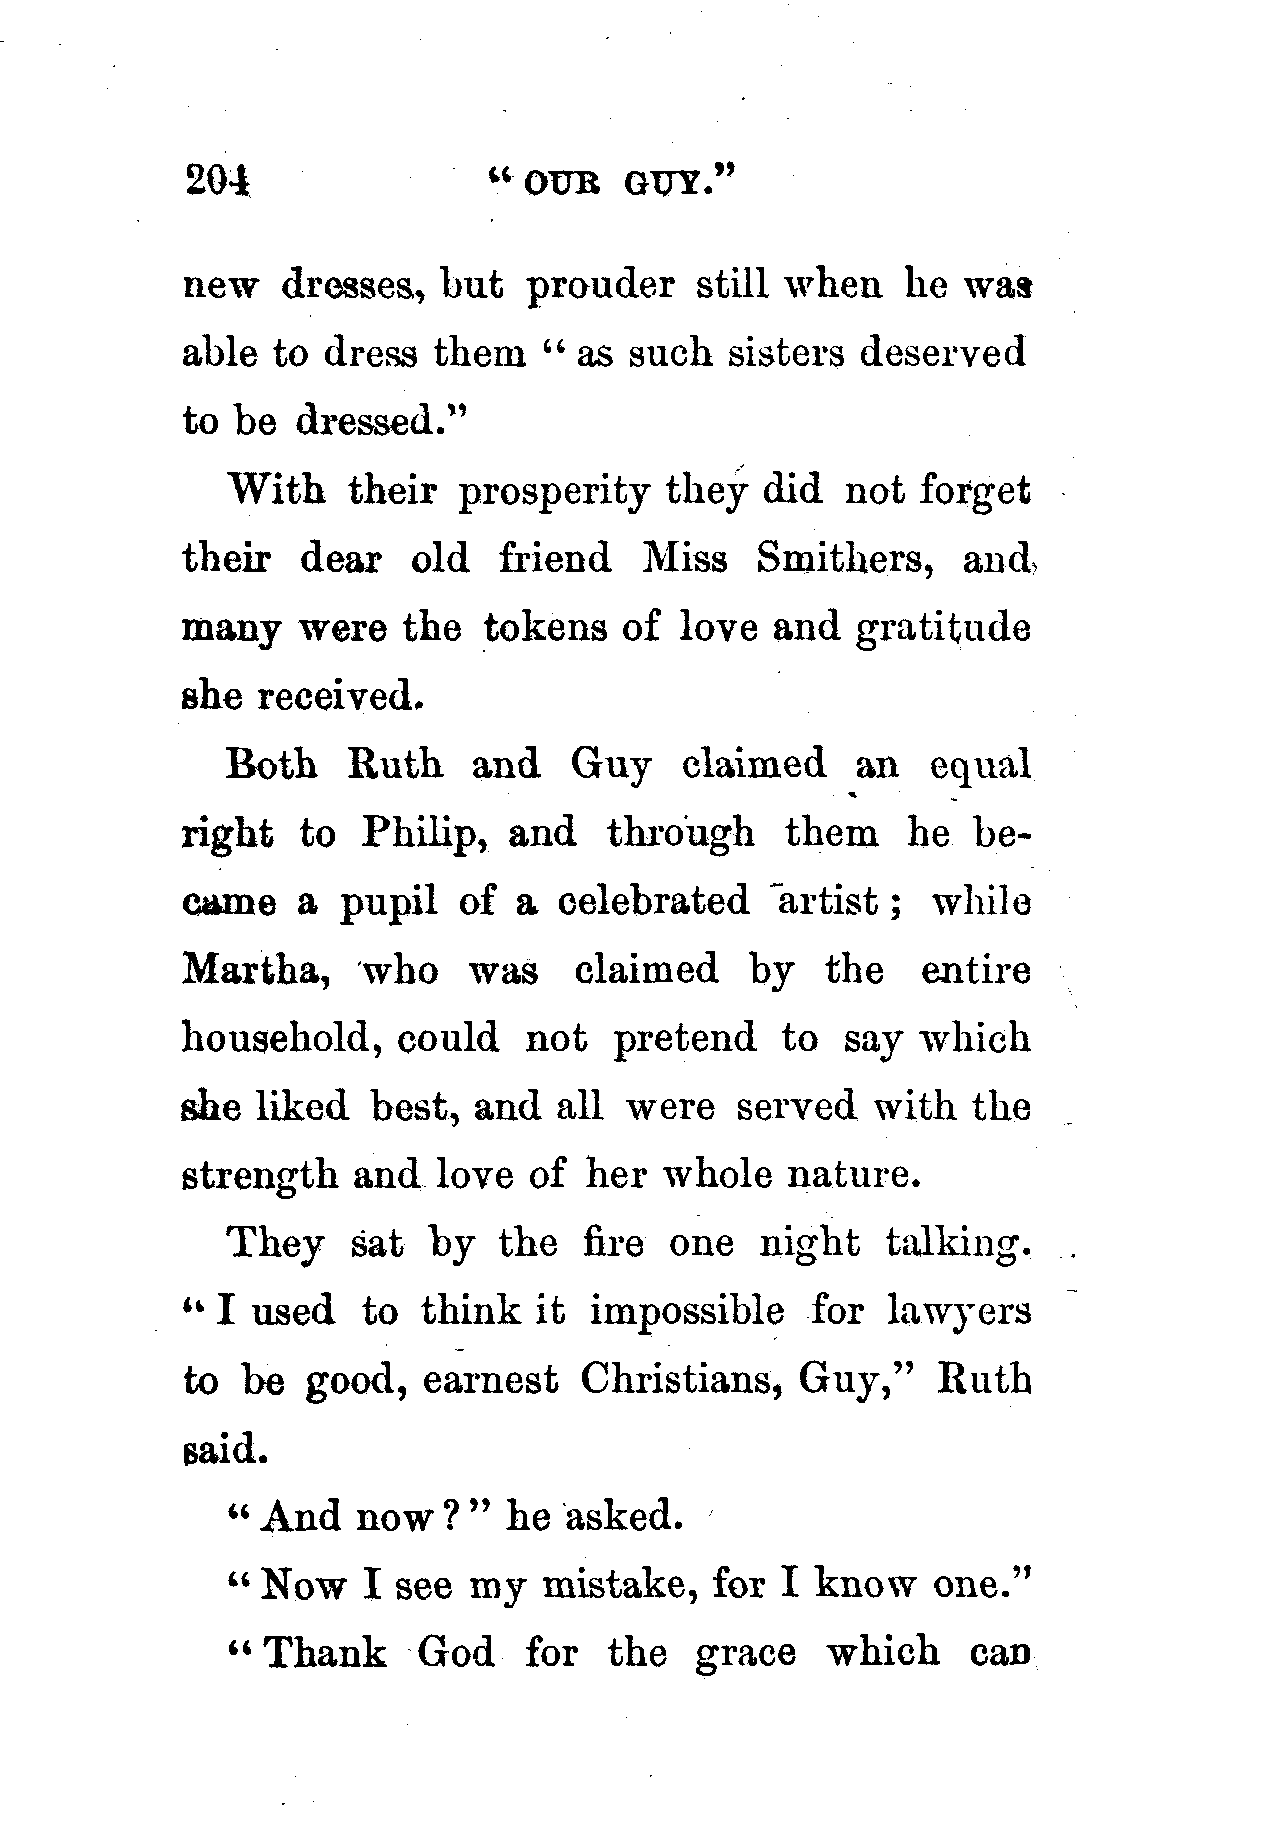 204 “ OUR GUY.”
new dresses, but prouder still when he was
able to dress them “ as such sisters deserved
to be dressed.”
With their prosperity they did not forget
their dear old friend Miss Smithers, and,
many were the tokens of love and gratitude
she received.
Both Ruth and Guy claimed an equal
right to Philip, and through them he be-
came a pupil of a celebrated artist ; while
Martha, who was claimed by the entire
household, could not pretend to say which
she liked best, and all were served with the
strength and love of her whole nature.
They sat by the fire one night talking.
“ I used to think it impossible for lawyers
to be good, earnest Christians, Guy,” Ruth
said.
“ And now ? ” he asked.
“ Now I see my mistake, for I know one.”
“ Thank God for the grace which can